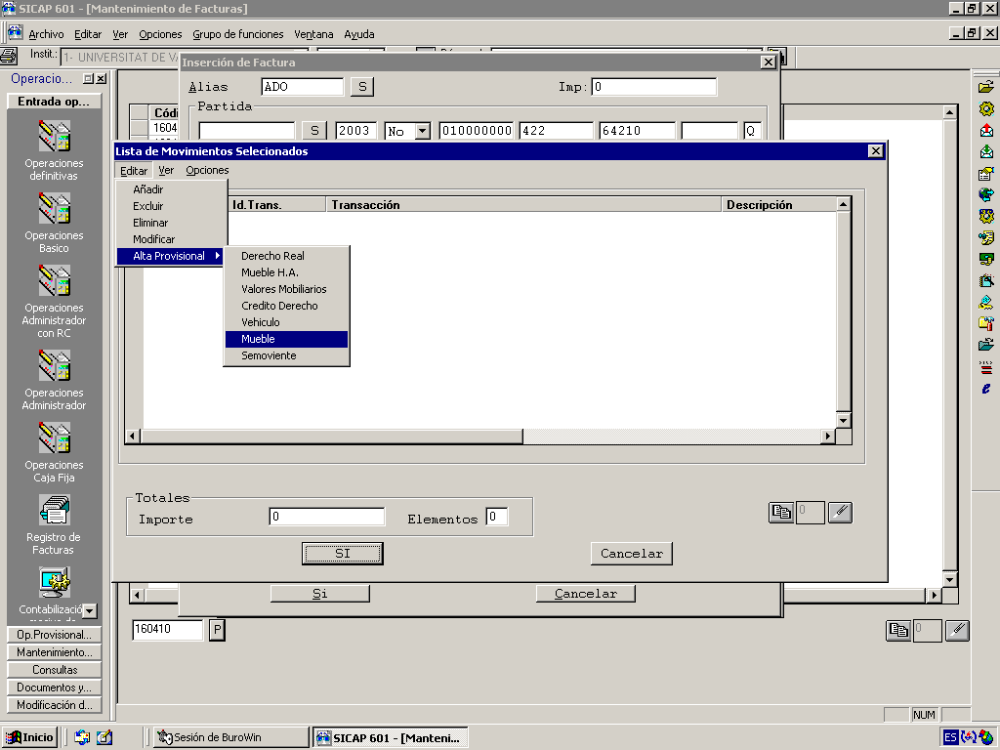 SICAP 601 - [Mantenimiento de Facturas]
Archivo Editar Ver Opciones Grupo de funciones Ventana Ayuda
Instit.: 1- UNIVERSITAT DE
Operacio...
Entrada op...
Operaciones
definitivas
Operaciones
Basico
Operaciones
Administrador
con RC
Operaciones
Administrador
Operaciones
Caja Fija
Registro de
Facturas
Contabilizació
Op.Provisional...
Mantenimiento...
Consultas
Documentos y...
Modificación d...
Inserción de Factura
Alias ADO S Imp: 0
Partida
Códi
1604
S 2003 No 010000000 422 64210 Q
Lista de Movimientos Seleccionados
Editar Ver Opciones
Id.Trans. Transacción Descripción
Añadir
Excluir
Eliminar
Modificar
Alta Provisional
Derecho Real
Mueble H.A.
Valores Mobiliarios
Credito Derecho
Vehiculo
Mueble
Semoviente
Totales
Importe 0 Elementos 0
0
SI Cancelar
Si Cancelar
160410 P
0
NUM
Inicio Sesión de BuroWin SICAP 601 - [Manteni... ES